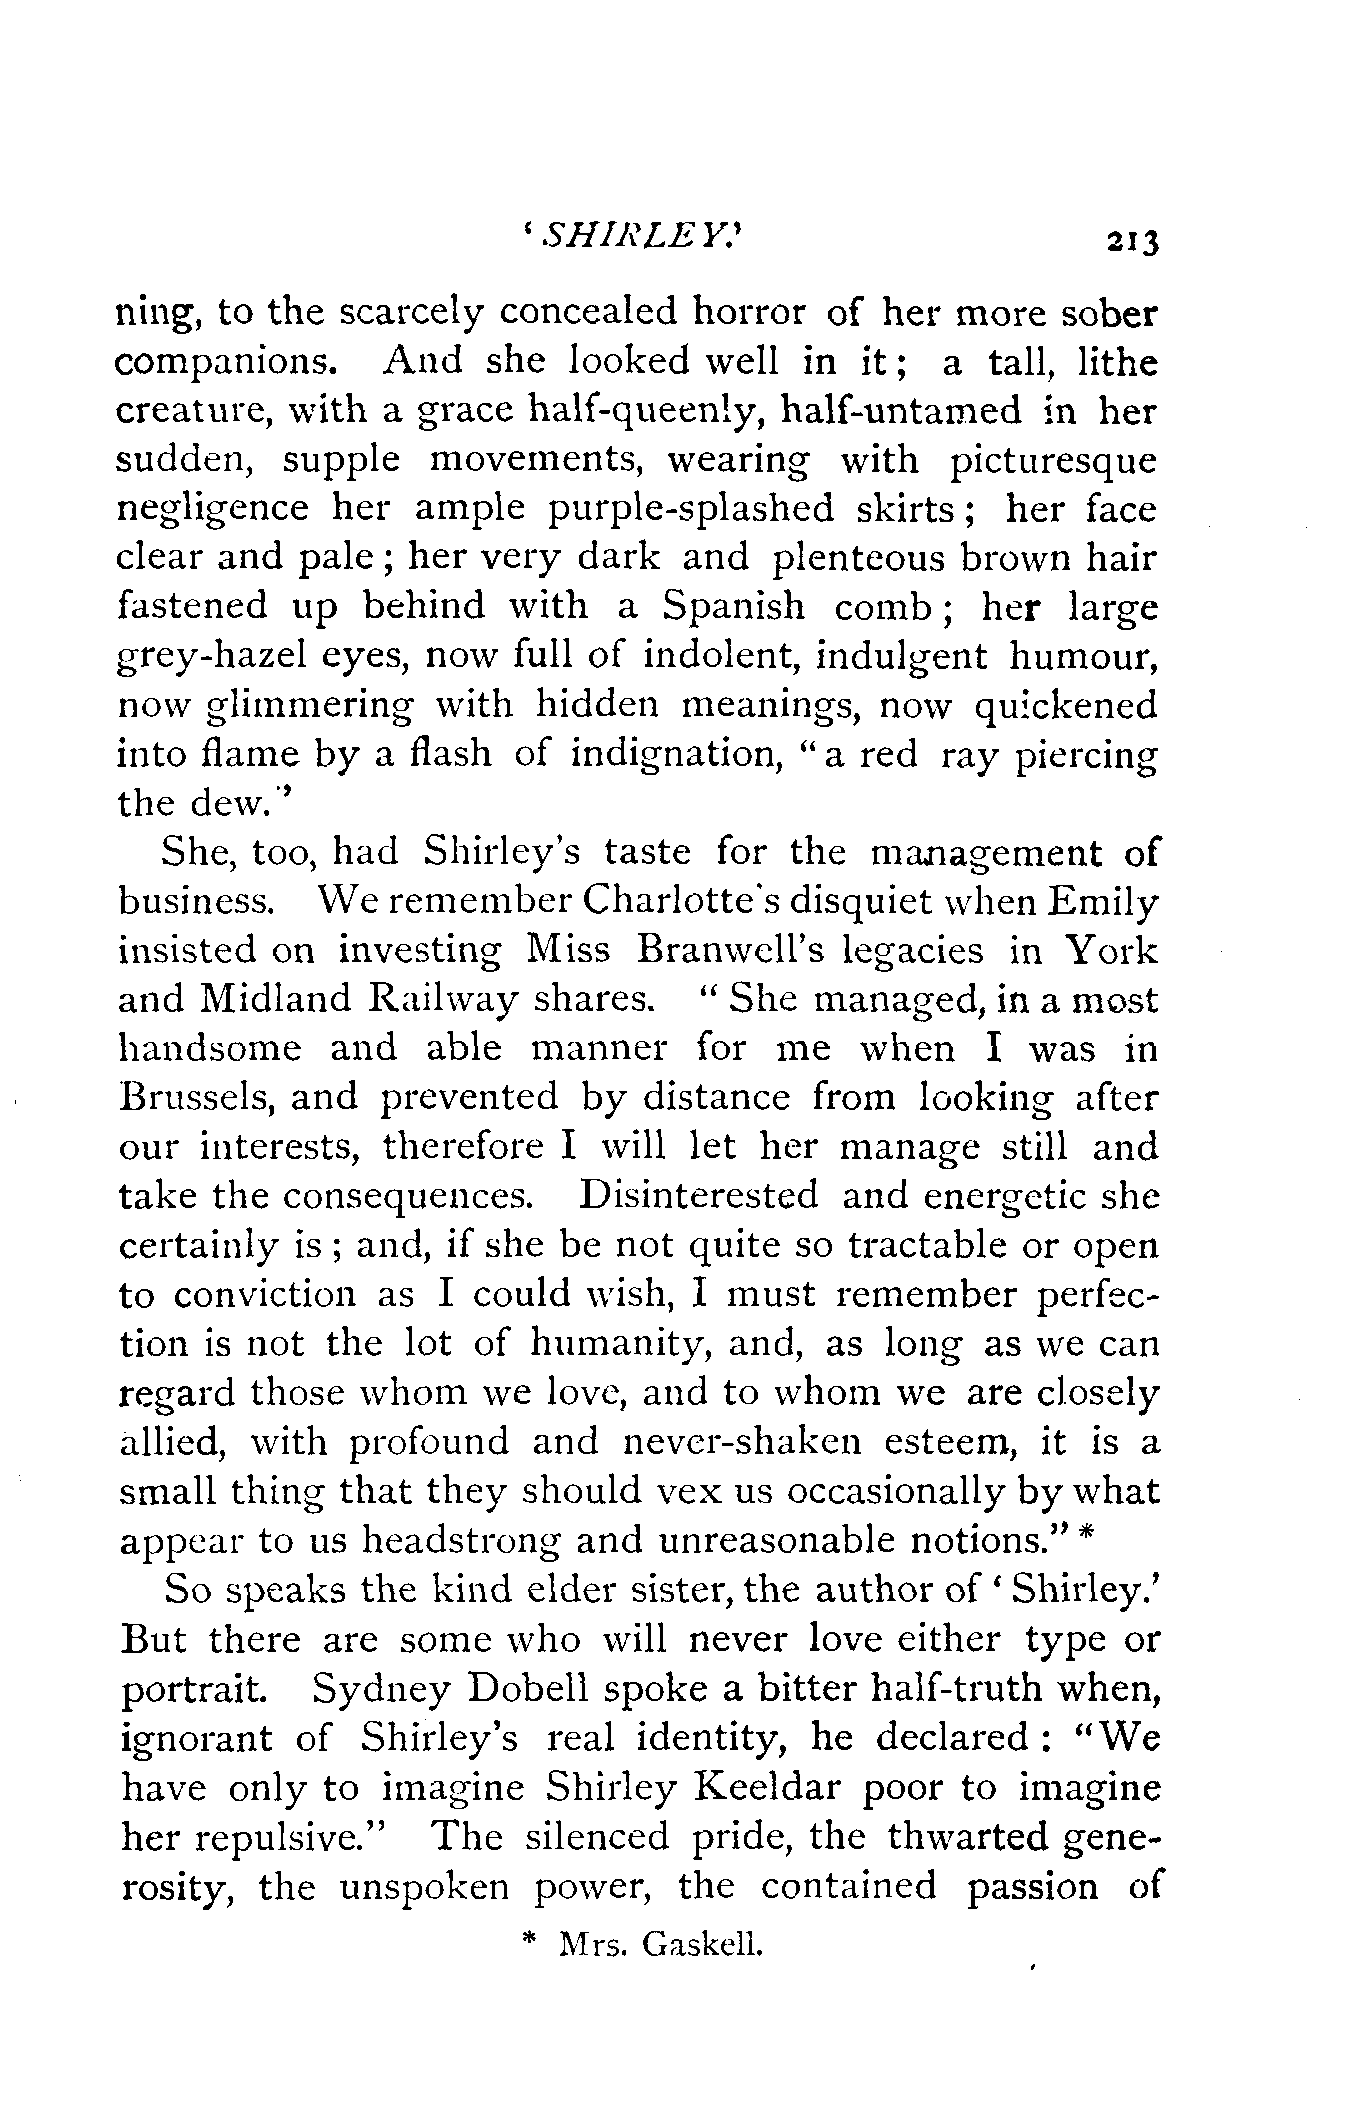 ‘ SHIRLEY.’ 213
ning, to the scarcely concealed horror of her more sober
companions. And she looked well in it ; a tall, lithe
creature, with a grace half-queenly, half-untamed in her
sudden, supple movements, wearing with picturesque
negligence her ample purple-splashed skirts ; her face
clear and pale ; her very dark and plenteous brown hair
fastened up behind with a Spanish comb ; her large
grey-hazel eyes, now full of indolent, indulgent humour,
now glimmering with hidden meanings, now quickened
into flame by a flash of indignation, “ a red ray piercing
the dew.”
She, too, had Shirley’s taste for the management of
business. We remember Charlotte’s disquiet when Emily
insisted on investing Miss Branwell’s legacies in York
and Midland Railway shares. “ She managed, in a most
handsome and able manner for me when I was in
Brussels, and prevented by distance from looking after
our interests, therefore I will let her manage still and
take the consequences. Disinterested and energetic she
certainly is ; and, if she be not quite so tractable or open
to conviction as I could wish, I must remember perfec-
tion is not the lot of humanity, and, as long as we can
regard those whom we love, and to whom we are closely
allied, with profound and never-shaken esteem, it is a
small thing that they should vex us occasionally by what
appear to us headstrong and unreasonable notions.” *
So speaks the kind elder sister, the author of ‘ Shirley.’
But there are some who will never love either type or
portrait. Sydney Dobell spoke a bitter half-truth when,
ignorant of Shirley’s real identity, he declared : “We
have only to imagine Shirley Keeldar poor to imagine
her repulsive.” The silenced pride, the thwarted gene-
rosity, the unspoken power, the contained passion of
* Mrs. Gaskell.